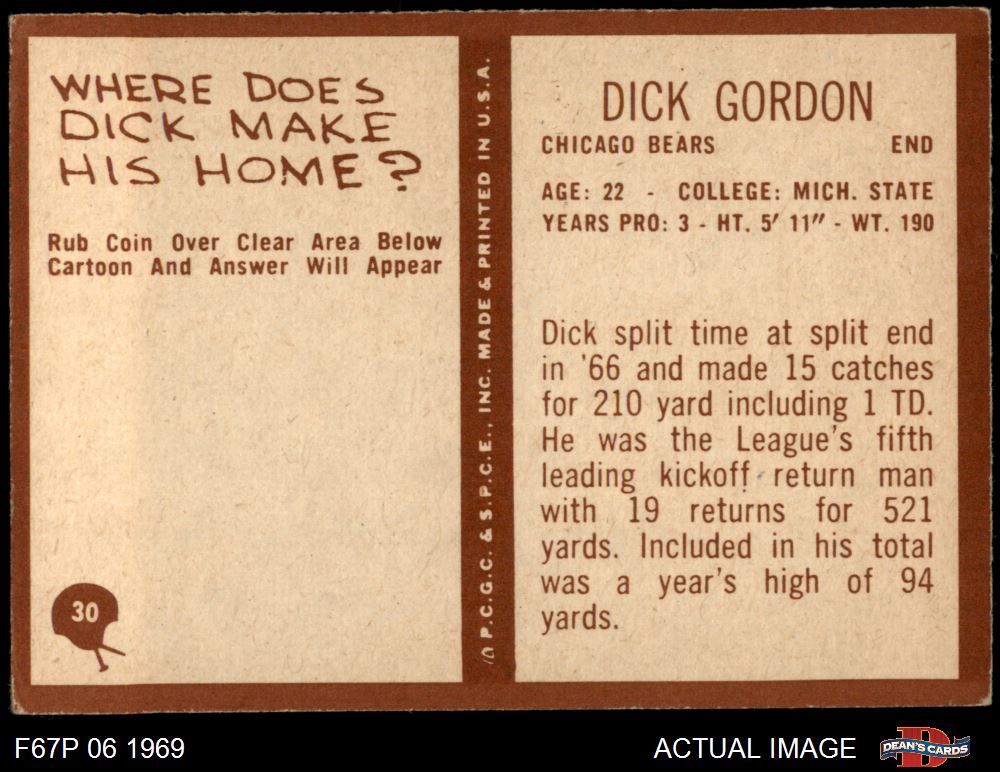 WHERE DOES
DICK MAKE
HIS HOME?
Rub Coin Over Clear Area Below
Cartoon And Answer Will Appear
30
© P.C.G.C. & S.P.C.E., INC. MADE & PRINTED IN U.S.A.
DICK GORDON
CHICAGO BEARS END
AGE: 22 - COLLEGE: MICH. STATE
YEARS PRO: 3 - HT. 5′ 11″ - WT. 190
Dick split time at split end
in '66 and made 15 catches
for 210 yard including 1 TD.
He was the League's fifth
leading kickoff return man
with 19 returns for 521
yards. Included in his total
was a year's high of 94
yards.
F67P 06 1969
ACTUAL IMAGE
D
DEAN'S CARDS